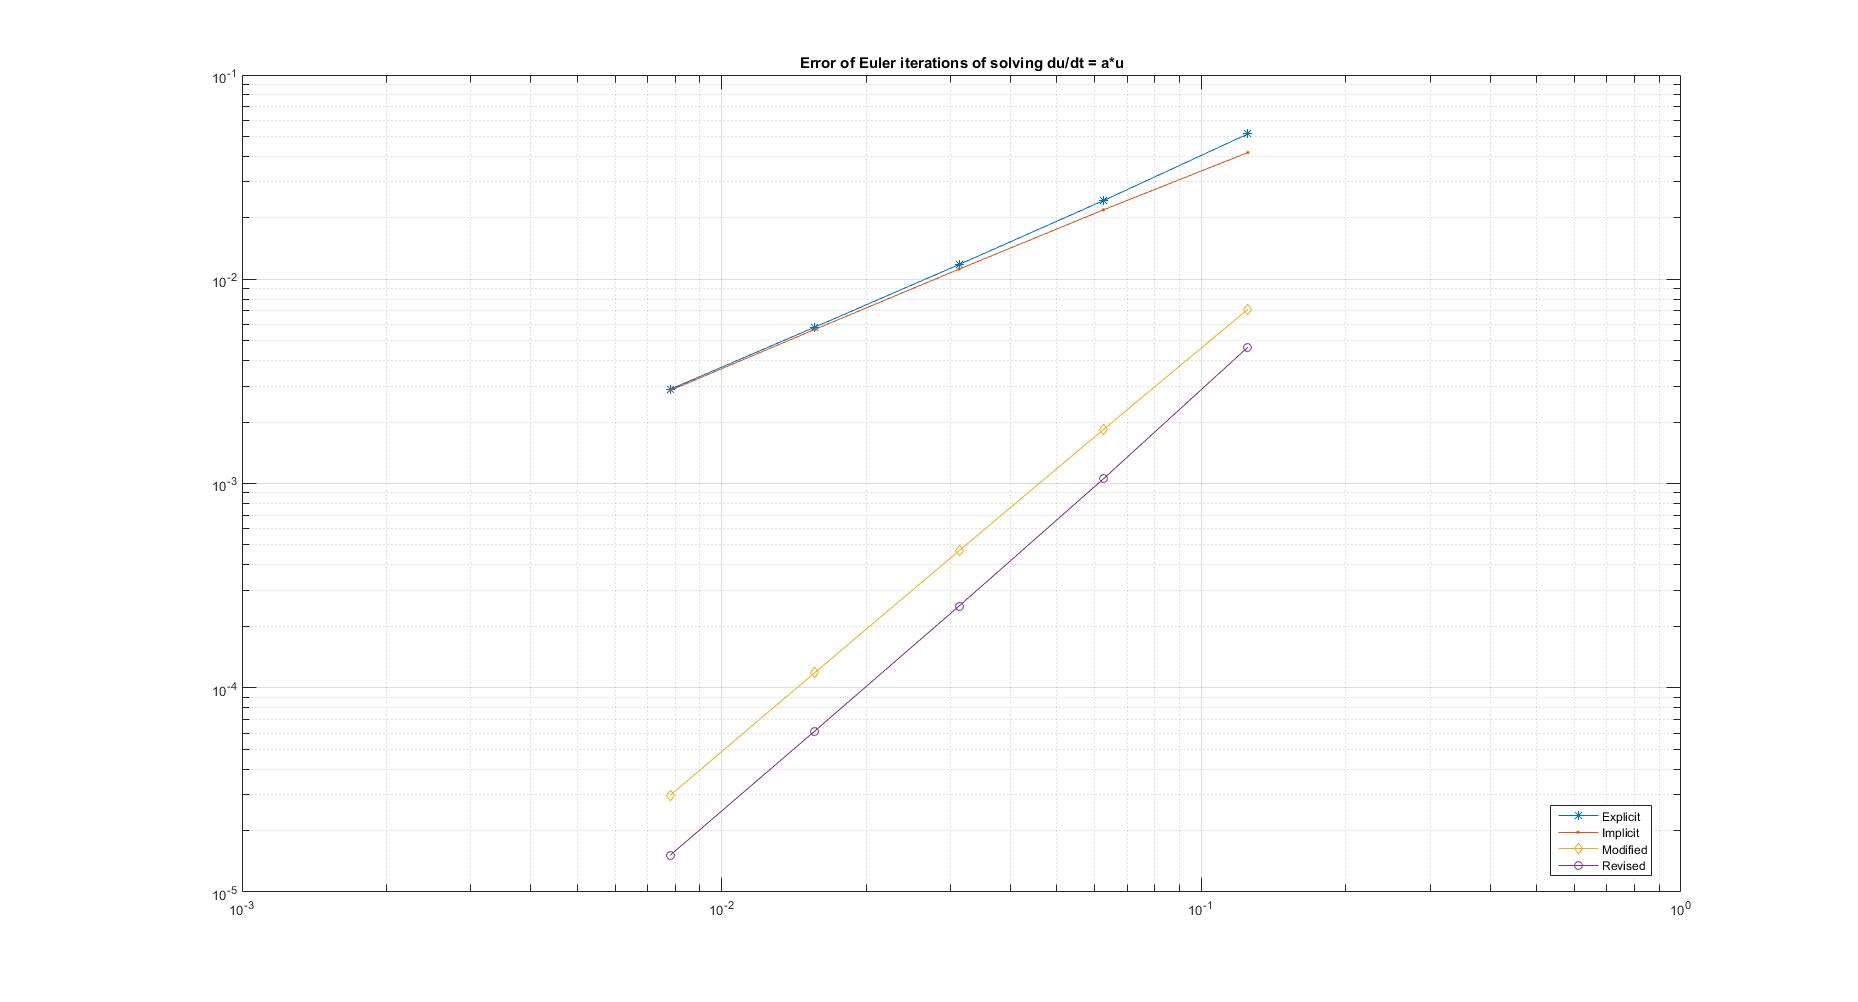 Error of Euler iterations of solving du/dt = a*u
10^-1
10^-2
10^-3
10^-4
10^-5
10^-3
10^-2
10^-1
10^0
Explicit
Implicit
Modified
Revised